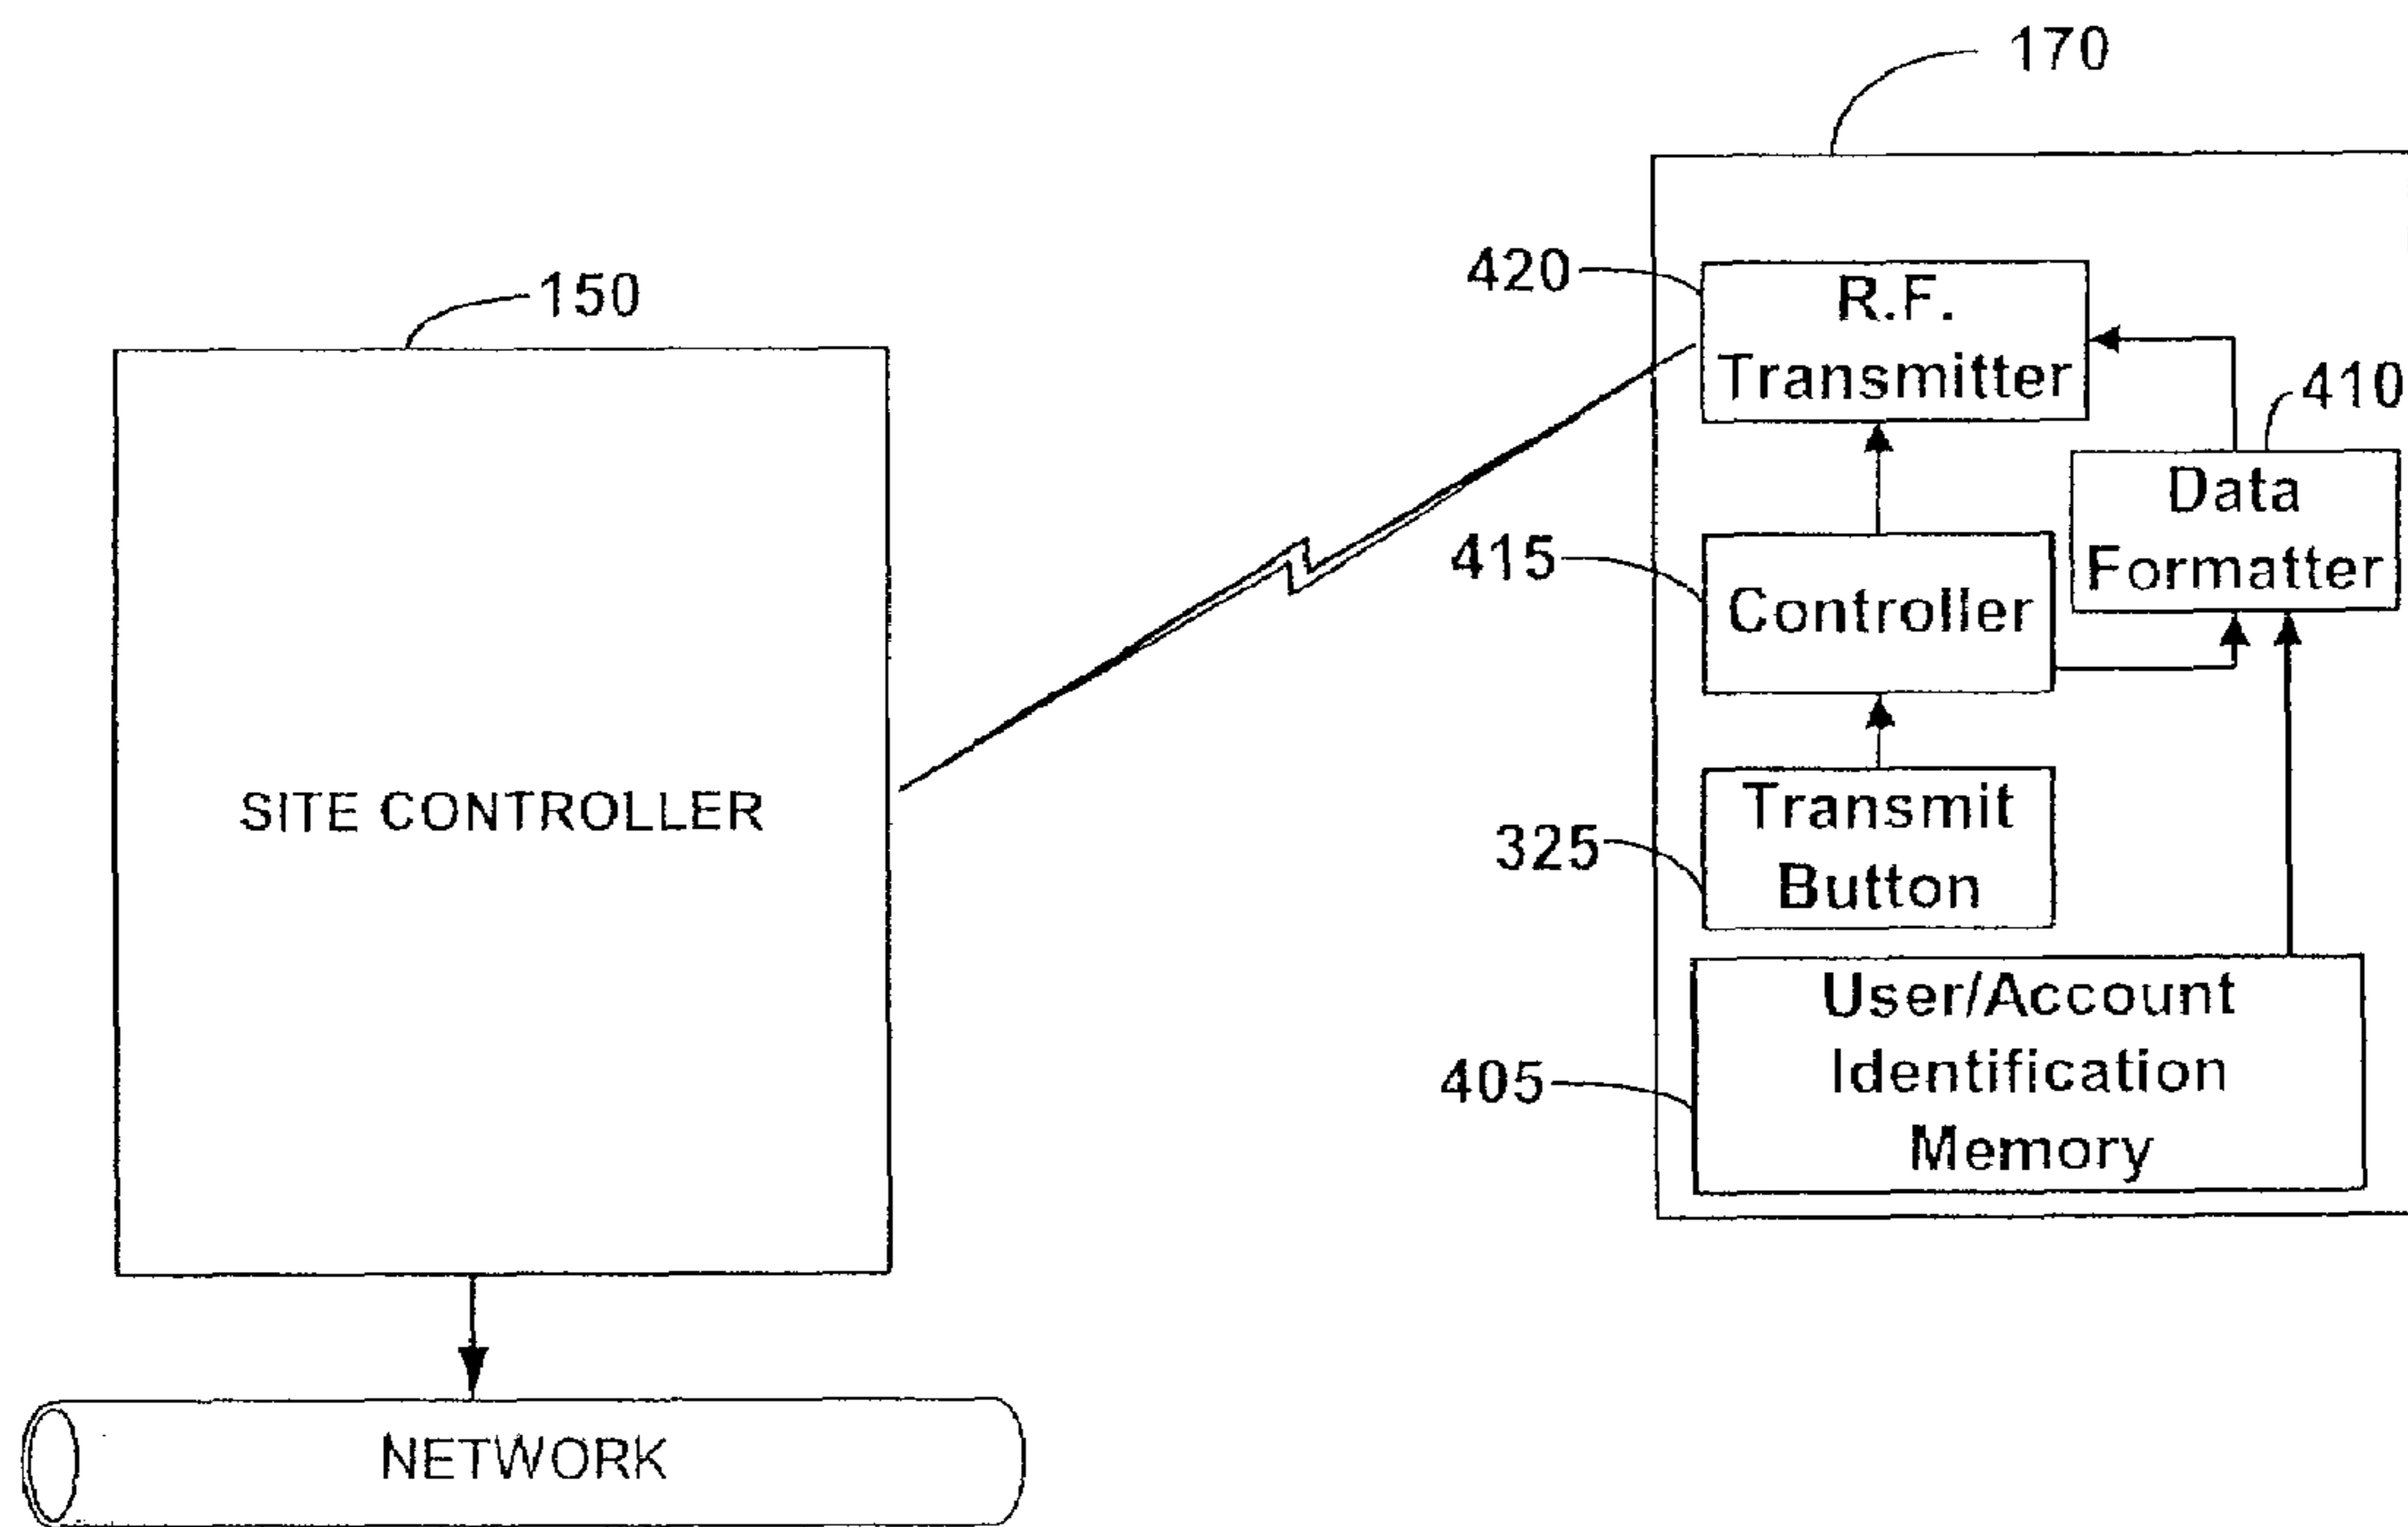 170
150
420
R.F.
Transmitter
410
Data
Formatter
415
Controller
SITE CONTROLLER
325
Transmit
Button
405
User/Account
Identification
Memory
NETWORK